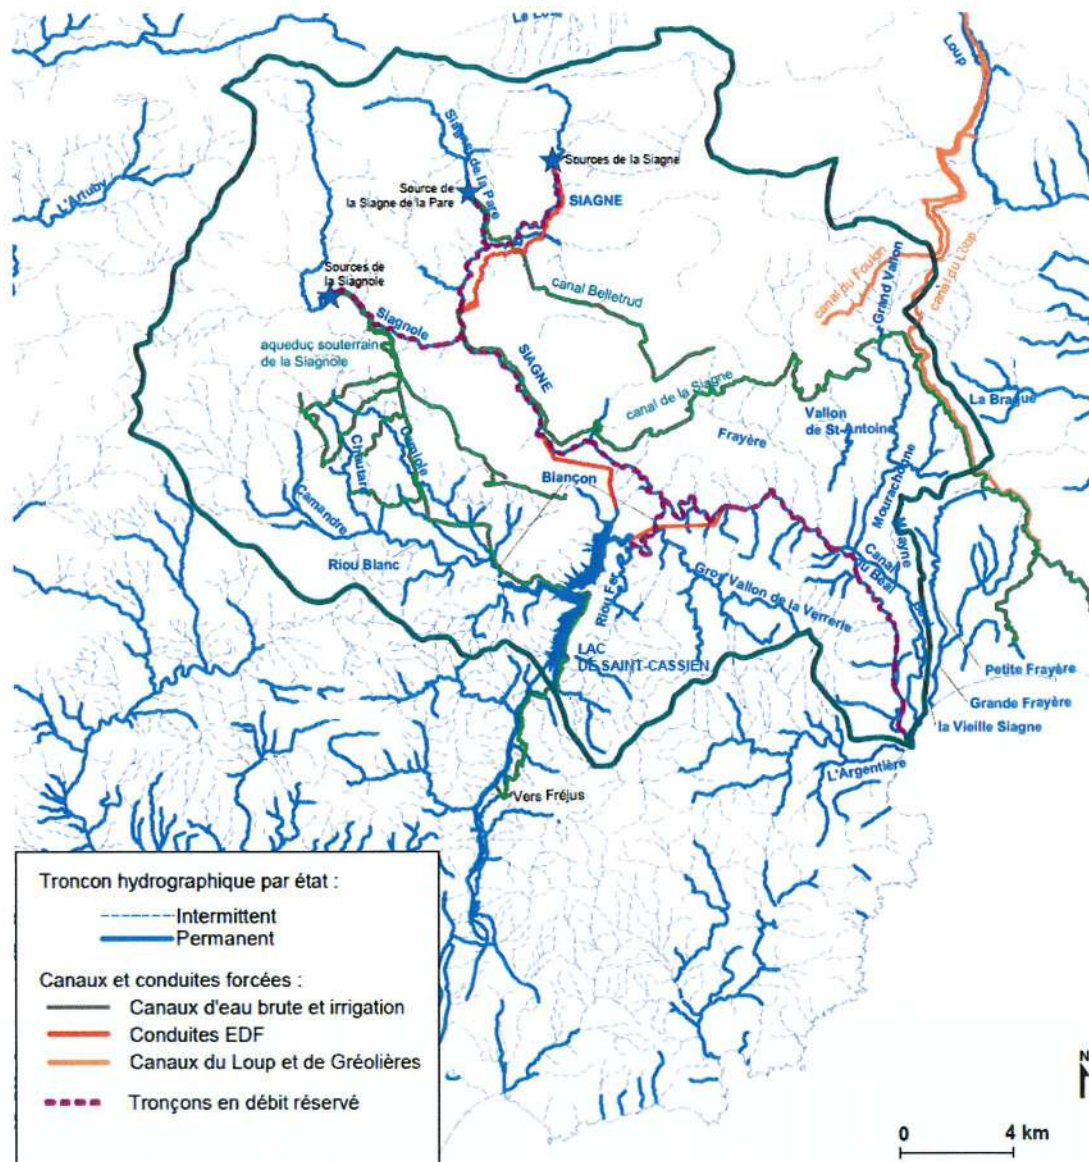 Loup
L'Artuby
Siagne de la Pare
Sources de la Siagne
Source de
la Siagne de la Pare
SIAGNE
Sources de
la Siagnole
canal du Foulon
Grand Vallon
canal du Loup
canal Belletrud
Siagnole
aqueduc souterrain
de la Siagnole
SIAGNE
canal de la Siagne
La Brague
Vallon
de St-Antoine
Frayère
Mourachonne
Chautard
Camiole
Camandre
Biançon
Riou Blanc
Riou Fer
Gros Vallon de la Verrerie
Canal
du Béal
Mayne
LAC
DE SAINT-CASSIEN
Petite Frayère
Grande Frayère
la Vieille Siagne
L'Argentière
Vers Fréjus
Troncon hydrographique par état :
Intermittent
Permanent
Canaux et conduites forcées :
Canaux d'eau brute et irrigation
Conduites EDF
Canaux du Loup et de Gréolières
Tronçons en débit réservé
N
0 4 km